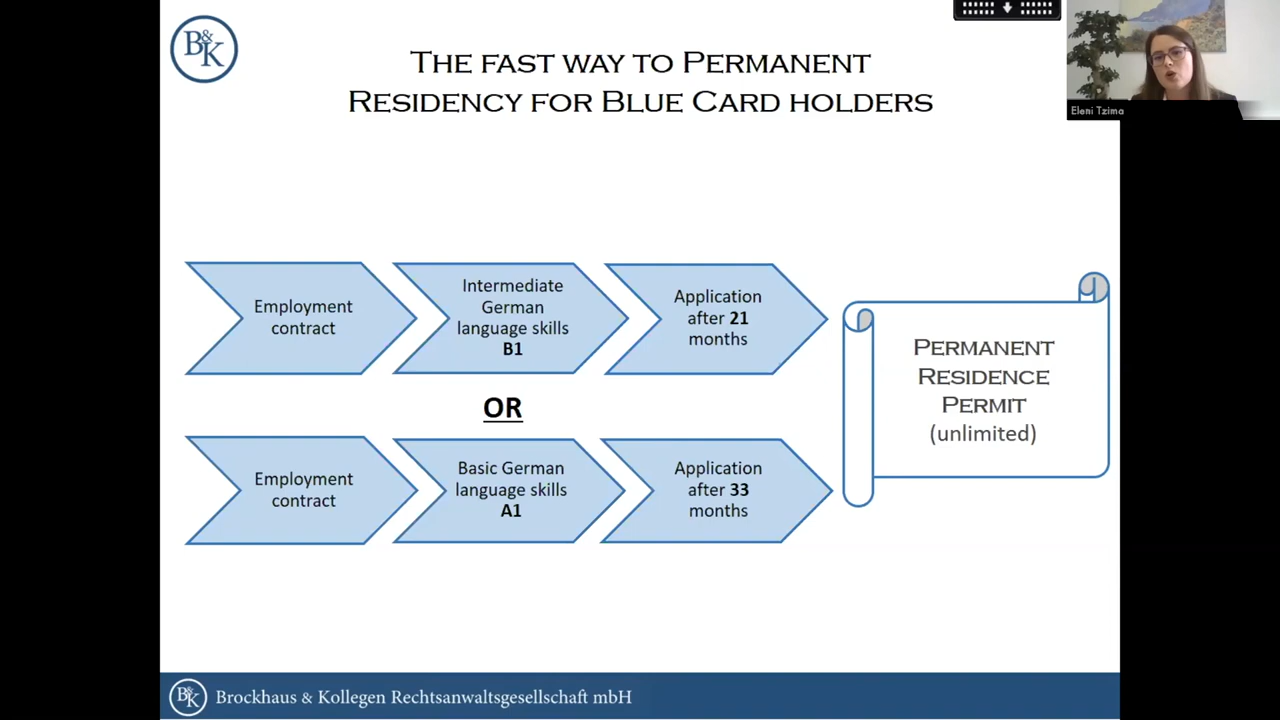 B&K
THE FAST WAY TO PERMANENT
RESIDENCY FOR BLUE CARD HOLDERS
Eleni Tzima
Employment
contract
Intermediate
German
language skills
B1
Application
after 21
months
OR
Employment
contract
Basic German
language skills
A1
Application
after 33
months
PERMANENT
RESIDENCE
PERMIT
(unlimited)
B&K
Brockhaus & Kollegen Rechtsanwaltsgesellschaft mbH